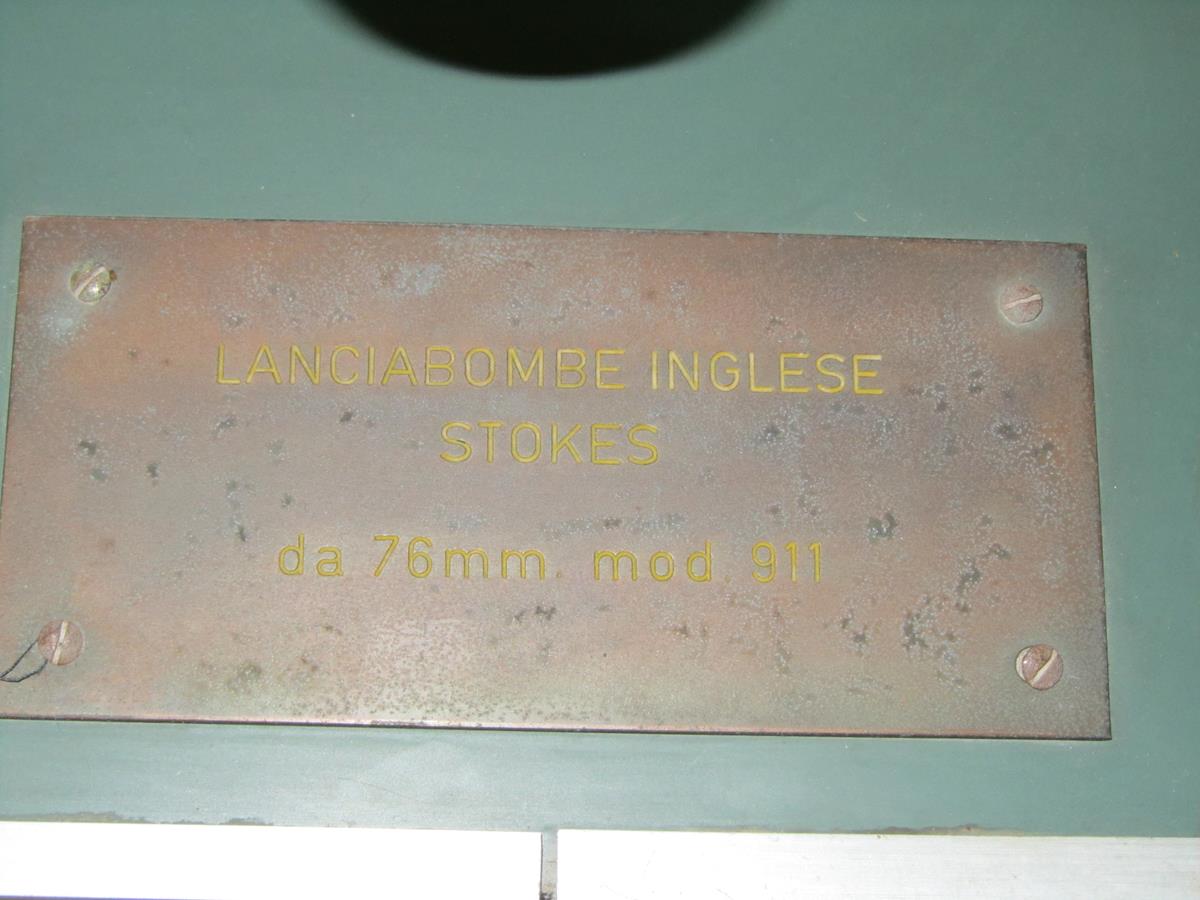 LANCIABOMBE INGLESE
STOKES
da 76mm. mod. 911